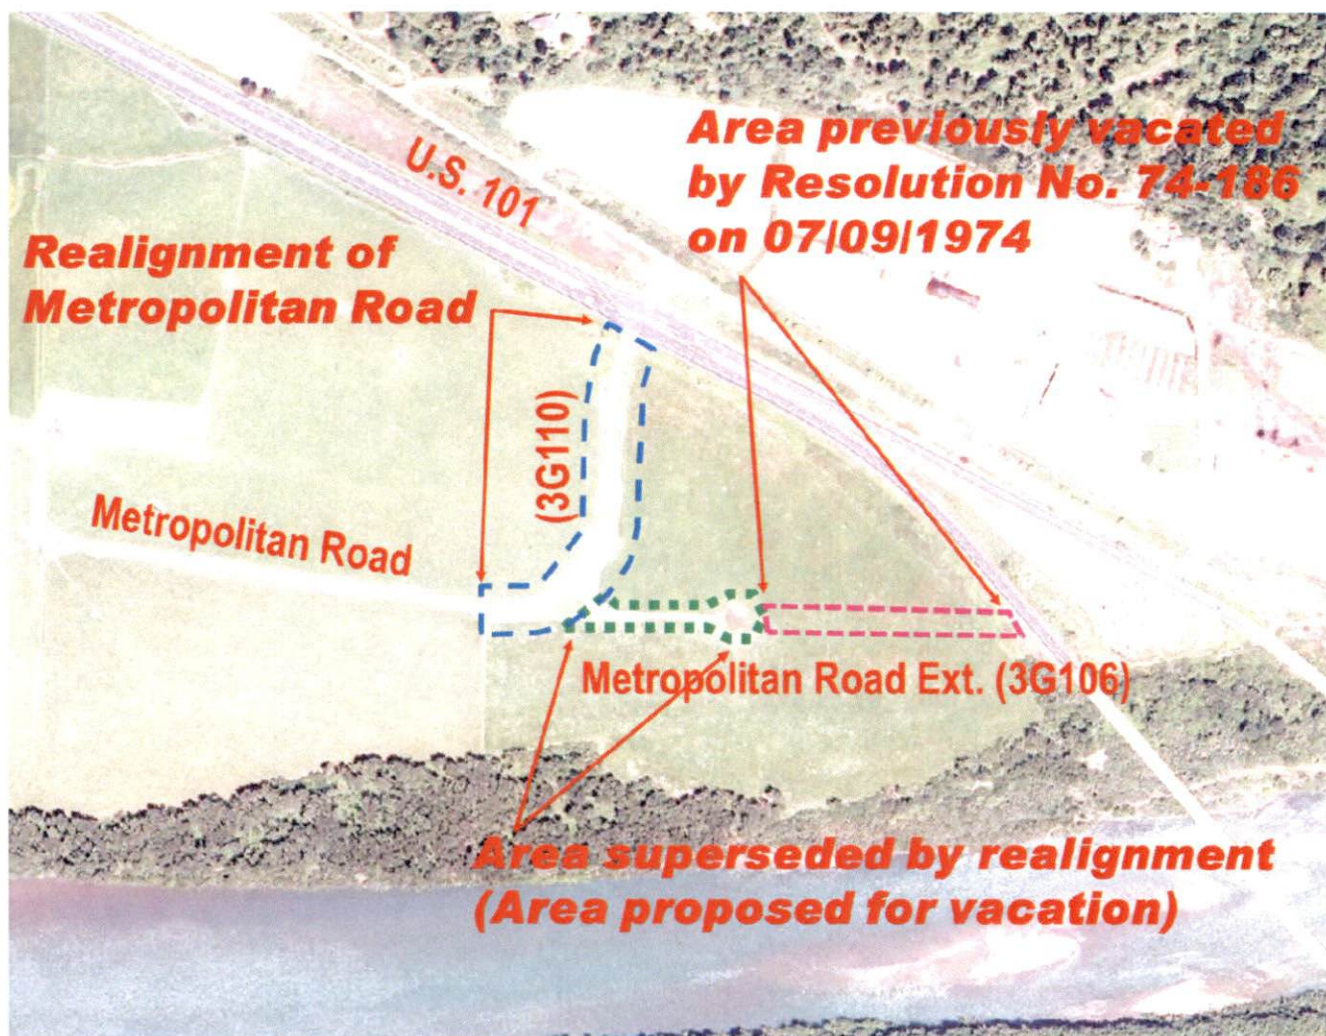 U.S. 101
Area previously vacated
by Resolution No. 74-186
on 07/09/1974
Realignment of
Metropolitan Road
(3G110)
Metropolitan Road
Metropolitan Road Ext. (3G106)
Area superseded by realignment
(Area proposed for vacation)